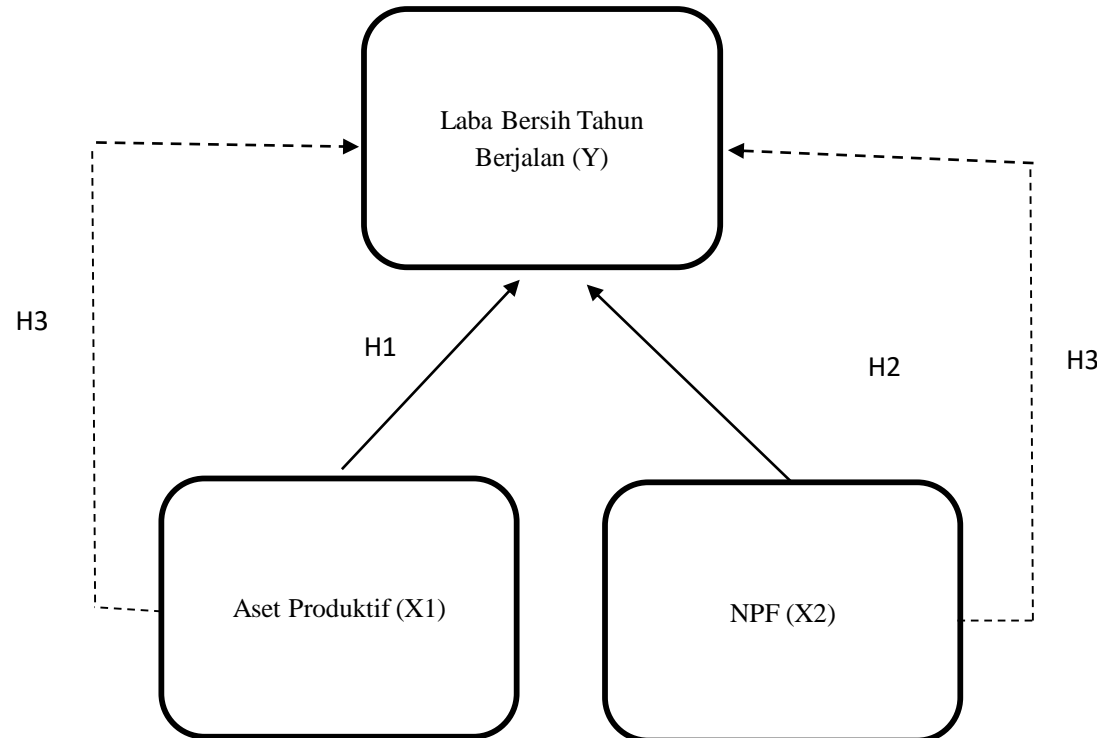 Laba Bersih Tahun
Berjalan (Y)
H3
H1
H2
H3
Aset Produktif (X1)
NPF (X2)